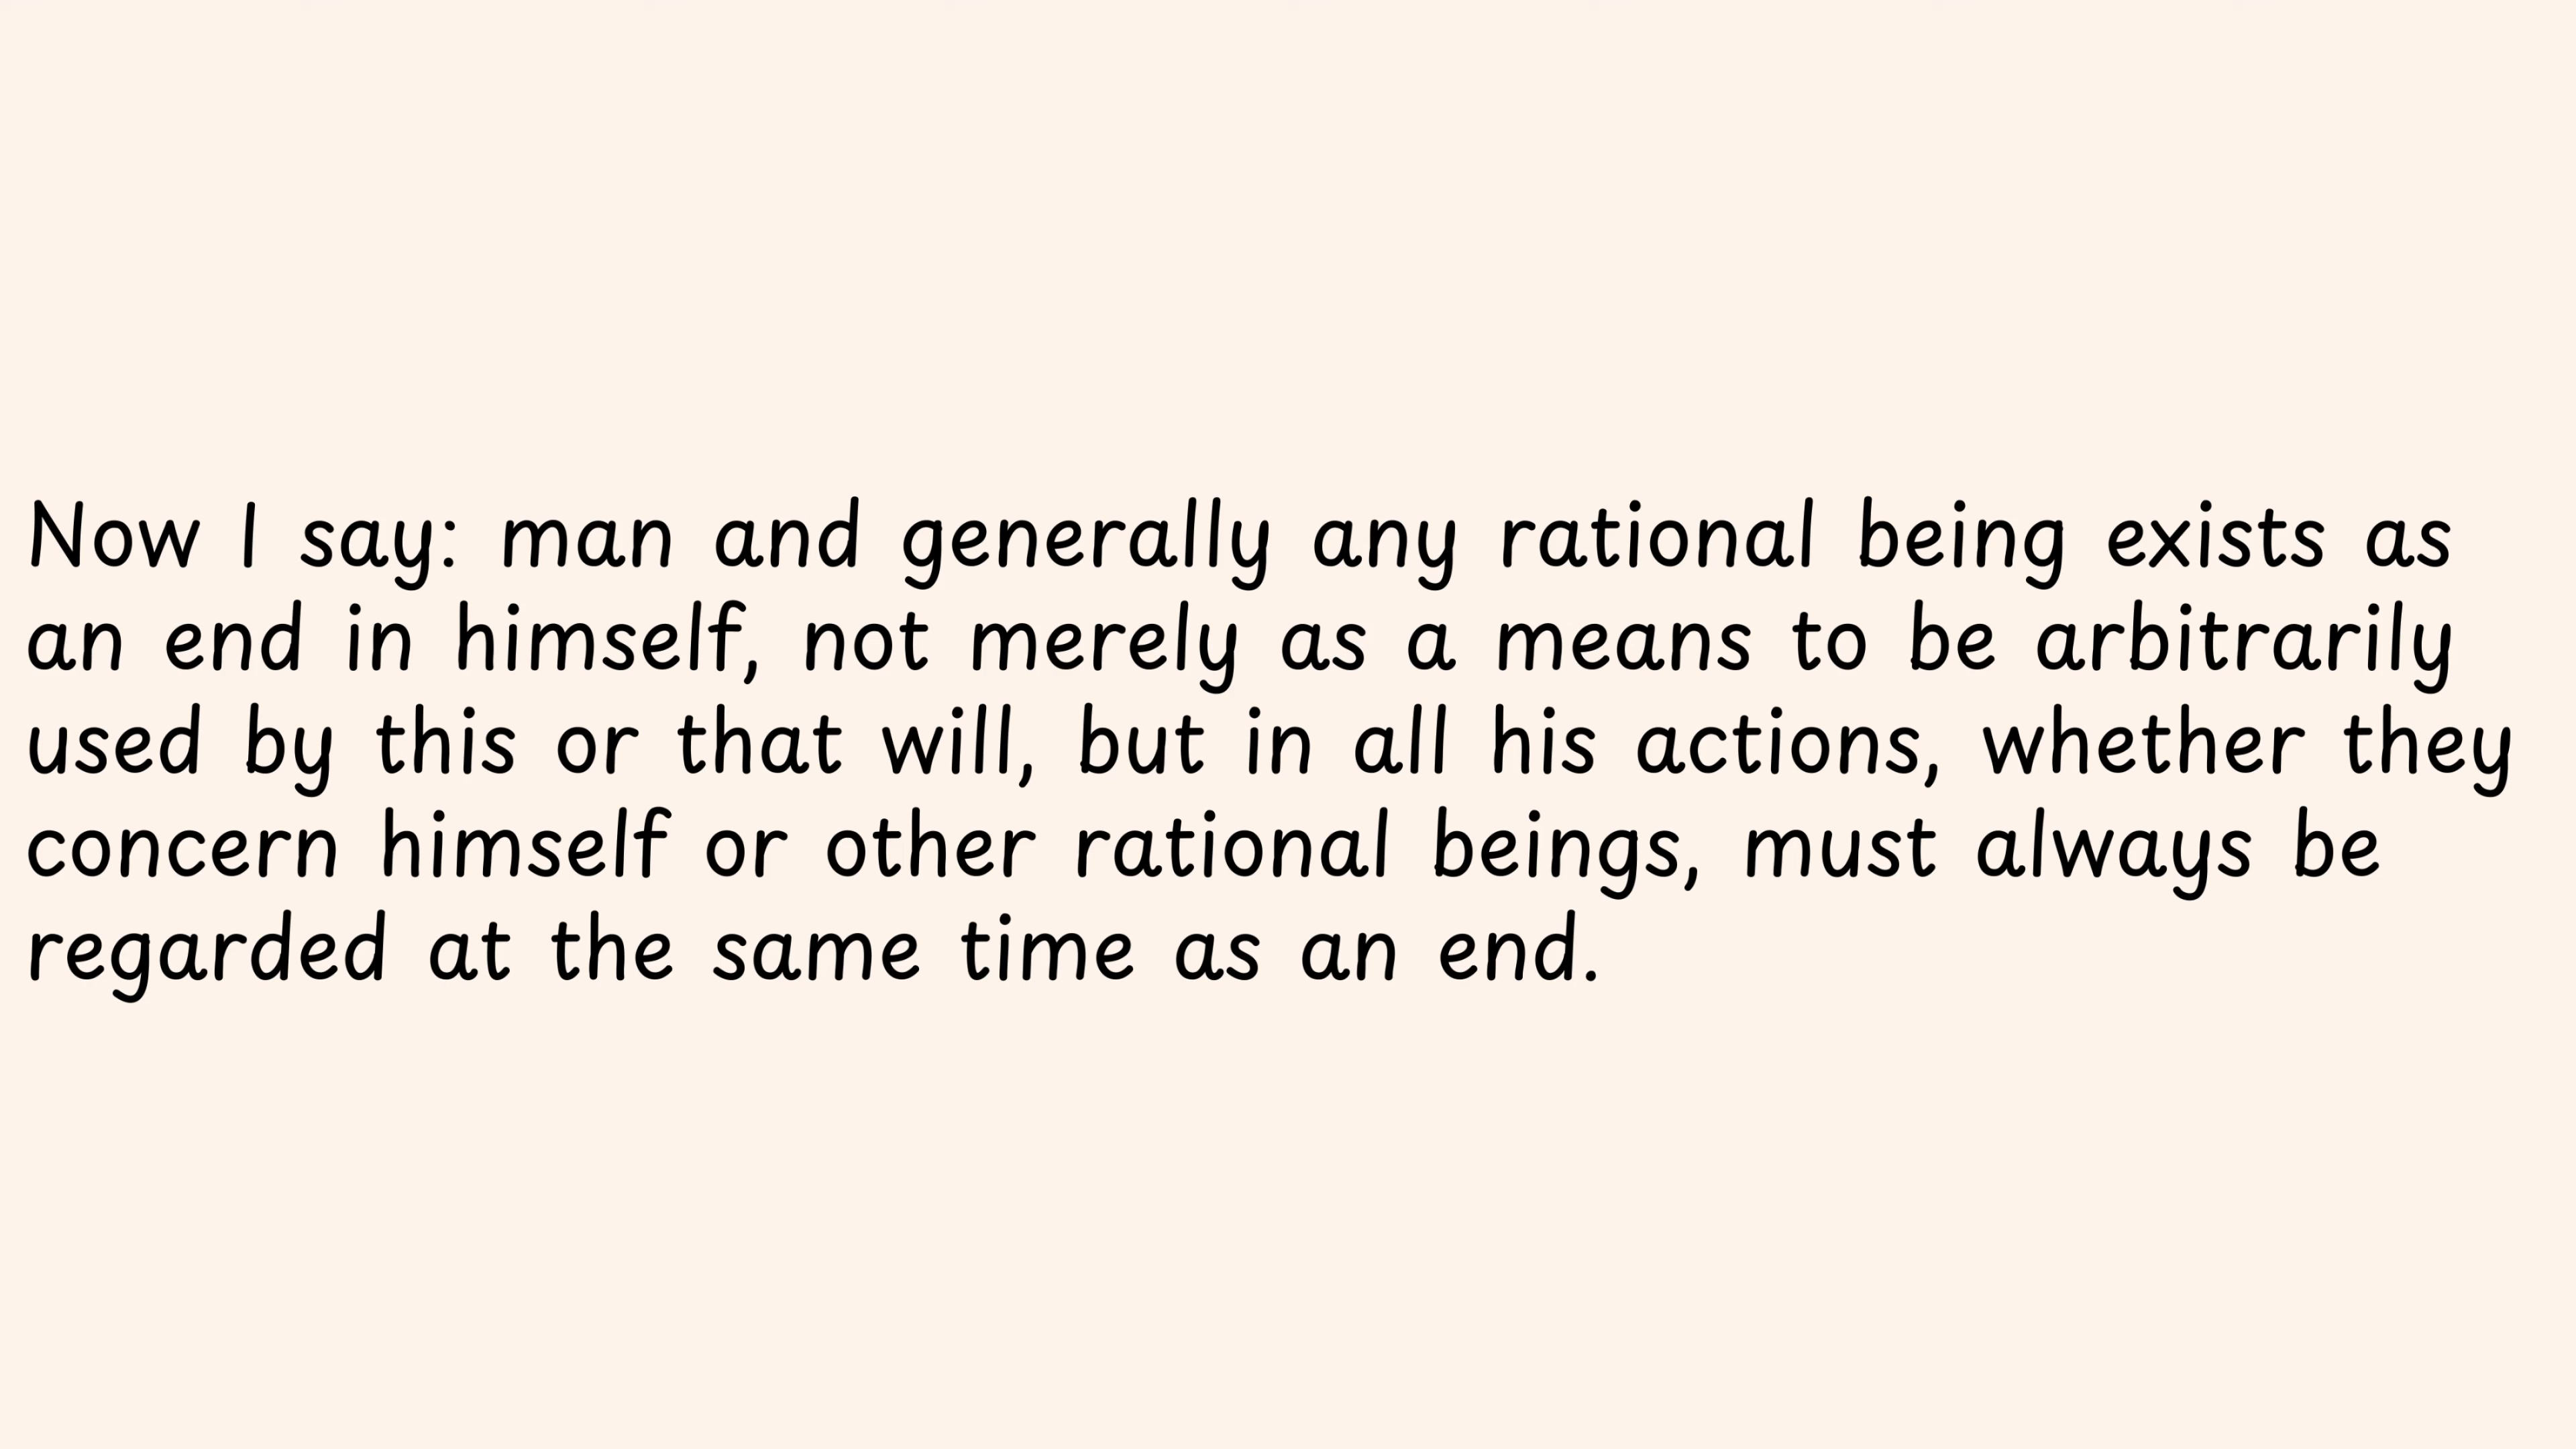 Now I say: man and generally any rational being exists as
an end in himself, not merely as a means to be arbitrarily
used by this or that will, but in all his actions, whether they
concern himself or other rational beings, must always be
regarded at the same time as an end.